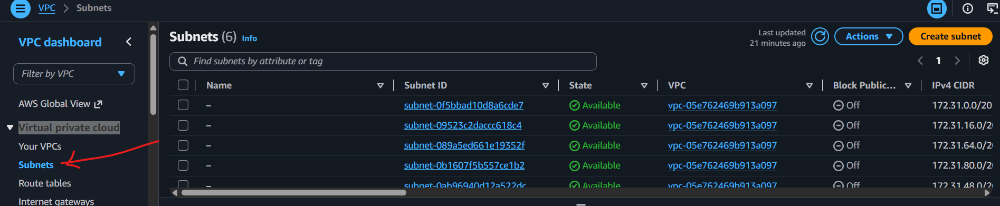 VPC > Subnets
VPC dashboard
Filter by VPC
AWS Global View
Virtual private cloud
Your VPCs
Subnets
Route tables
Internet gateways
Subnets (6) Info
Last updated
21 minutes ago
Actions
Create subnet
Find subnets by attribute or tag
1
Name Subnet ID State VPC Block Public... IPv4 CIDR
– subnet-0f5bbad10d8a6cde7 Available vpc-05e762469b913a097 Off 172.31.0.0/20
– subnet-09523c2daccc618c4 Available vpc-05e762469b913a097 Off 172.31.16.0/20
– subnet-089a5ed661e19352f Available vpc-05e762469b913a097 Off 172.31.64.0/20
– subnet-0b1607f5b557ce1b2 Available vpc-05e762469b913a097 Off 172.31.80.0/20
– subnet-0ab96940d12a522dc Available vpc-05e762469b913a097 Off 172.31.48.0/20